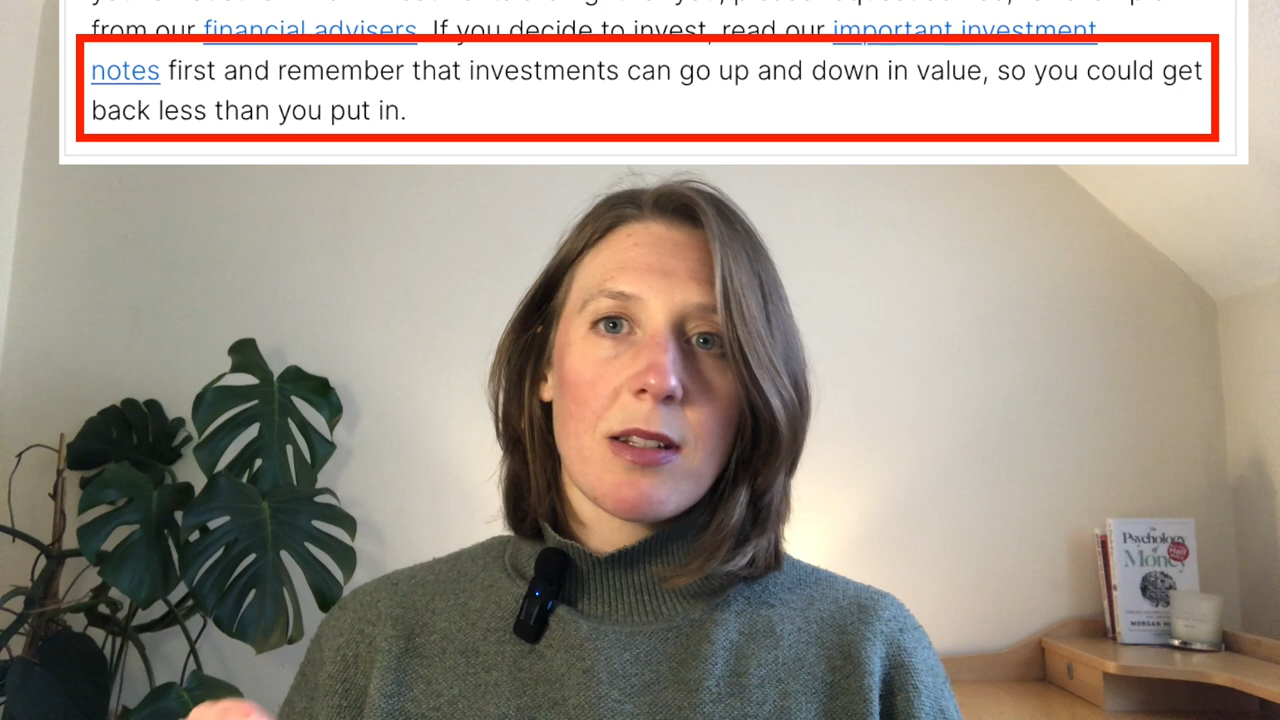 from our financial advisers. If you decide to invest, read our important investment
notes first and remember that investments can go up and down in value, so you could get
back less than you put in.
The
Psychology
of
Money
MORGAN